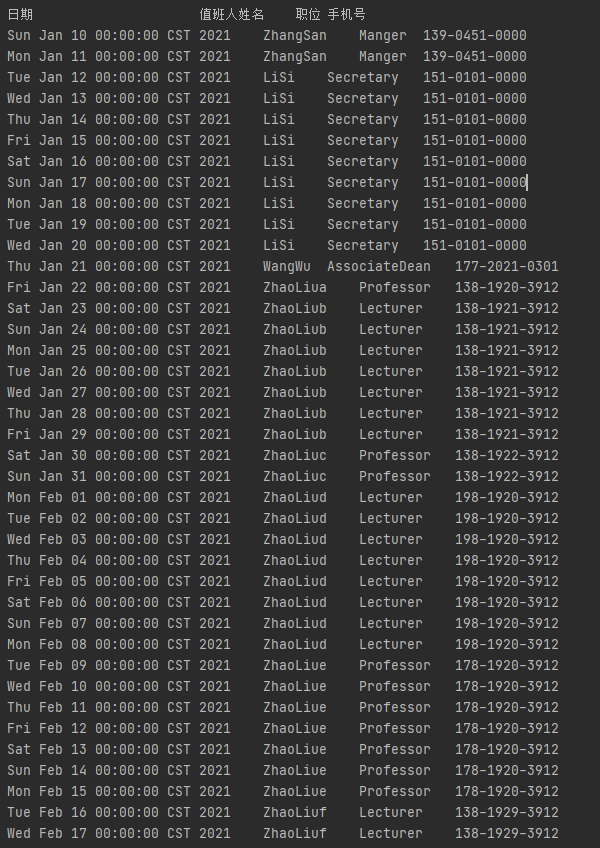 日期 值班人姓名 职位 手机号
Sun Jan 10 00:00:00 CST 2021 ZhangSan Manger 139-0451-0000
Mon Jan 11 00:00:00 CST 2021 ZhangSan Manger 139-0451-0000
Tue Jan 12 00:00:00 CST 2021 LiSi Secretary 151-0101-0000
Wed Jan 13 00:00:00 CST 2021 LiSi Secretary 151-0101-0000
Thu Jan 14 00:00:00 CST 2021 LiSi Secretary 151-0101-0000
Fri Jan 15 00:00:00 CST 2021 LiSi Secretary 151-0101-0000
Sat Jan 16 00:00:00 CST 2021 LiSi Secretary 151-0101-0000
Sun Jan 17 00:00:00 CST 2021 LiSi Secretary 151-0101-0000
Mon Jan 18 00:00:00 CST 2021 LiSi Secretary 151-0101-0000
Tue Jan 19 00:00:00 CST 2021 LiSi Secretary 151-0101-0000
Wed Jan 20 00:00:00 CST 2021 LiSi Secretary 151-0101-0000
Thu Jan 21 00:00:00 CST 2021 WangWu AssociateDean 177-2021-0301
Fri Jan 22 00:00:00 CST 2021 ZhaoLiua Professor 138-1920-3912
Sat Jan 23 00:00:00 CST 2021 ZhaoLiub Lecturer 138-1921-3912
Sun Jan 24 00:00:00 CST 2021 ZhaoLiub Lecturer 138-1921-3912
Mon Jan 25 00:00:00 CST 2021 ZhaoLiub Lecturer 138-1921-3912
Tue Jan 26 00:00:00 CST 2021 ZhaoLiub Lecturer 138-1921-3912
Wed Jan 27 00:00:00 CST 2021 ZhaoLiub Lecturer 138-1921-3912
Thu Jan 28 00:00:00 CST 2021 ZhaoLiub Lecturer 138-1921-3912
Fri Jan 29 00:00:00 CST 2021 ZhaoLiub Lecturer 138-1921-3912
Sat Jan 30 00:00:00 CST 2021 ZhaoLiuc Professor 138-1922-3912
Sun Jan 31 00:00:00 CST 2021 ZhaoLiuc Professor 138-1922-3912
Mon Feb 01 00:00:00 CST 2021 ZhaoLiud Lecturer 198-1920-3912
Tue Feb 02 00:00:00 CST 2021 ZhaoLiud Lecturer 198-1920-3912
Wed Feb 03 00:00:00 CST 2021 ZhaoLiud Lecturer 198-1920-3912
Thu Feb 04 00:00:00 CST 2021 ZhaoLiud Lecturer 198-1920-3912
Fri Feb 05 00:00:00 CST 2021 ZhaoLiud Lecturer 198-1920-3912
Sat Feb 06 00:00:00 CST 2021 ZhaoLiud Lecturer 198-1920-3912
Sun Feb 07 00:00:00 CST 2021 ZhaoLiud Lecturer 198-1920-3912
Mon Feb 08 00:00:00 CST 2021 ZhaoLiud Lecturer 198-1920-3912
Tue Feb 09 00:00:00 CST 2021 ZhaoLiue Professor 178-1920-3912
Wed Feb 10 00:00:00 CST 2021 ZhaoLiue Professor 178-1920-3912
Thu Feb 11 00:00:00 CST 2021 ZhaoLiue Professor 178-1920-3912
Fri Feb 12 00:00:00 CST 2021 ZhaoLiue Professor 178-1920-3912
Sat Feb 13 00:00:00 CST 2021 ZhaoLiue Professor 178-1920-3912
Sun Feb 14 00:00:00 CST 2021 ZhaoLiue Professor 178-1920-3912
Mon Feb 15 00:00:00 CST 2021 ZhaoLiue Professor 178-1920-3912
Tue Feb 16 00:00:00 CST 2021 ZhaoLiuf Lecturer 138-1929-3912
Wed Feb 17 00:00:00 CST 2021 ZhaoLiuf Lecturer 138-1929-3912